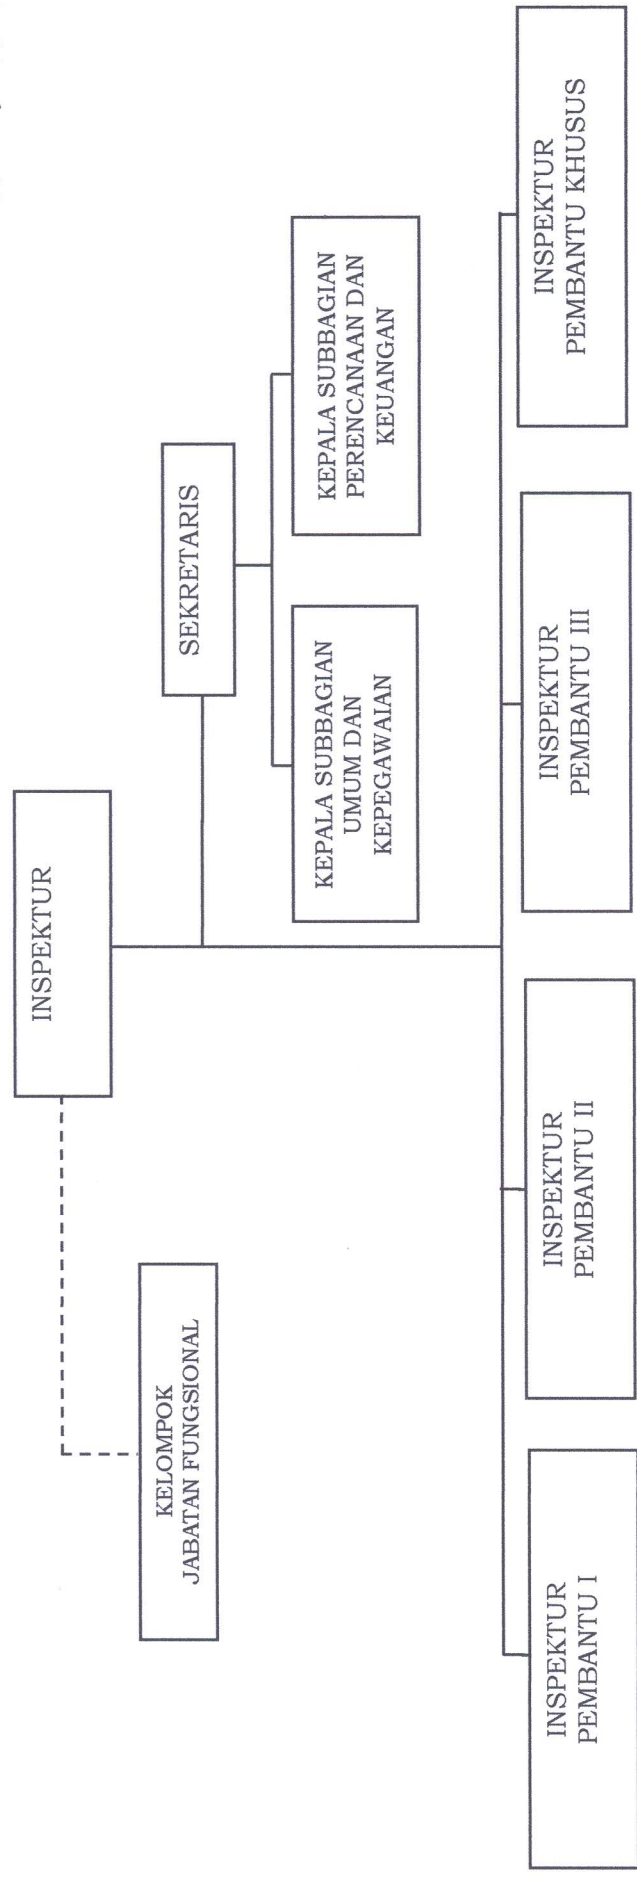 INSPEKTUR
KELOMPOK
JABATAN FUNGSIONAL
SEKRETARIS
KEPALA SUBBAGIAN
UMUM DAN
KEPEGAWAIAN
KEPALA SUBBAGIAN
PERENCANAAN DAN
KEUANGAN
INSPEKTUR
PEMBANTU I
INSPEKTUR
PEMBANTU II
INSPEKTUR
PEMBANTU III
INSPEKTUR
PEMBANTU KHUSUS